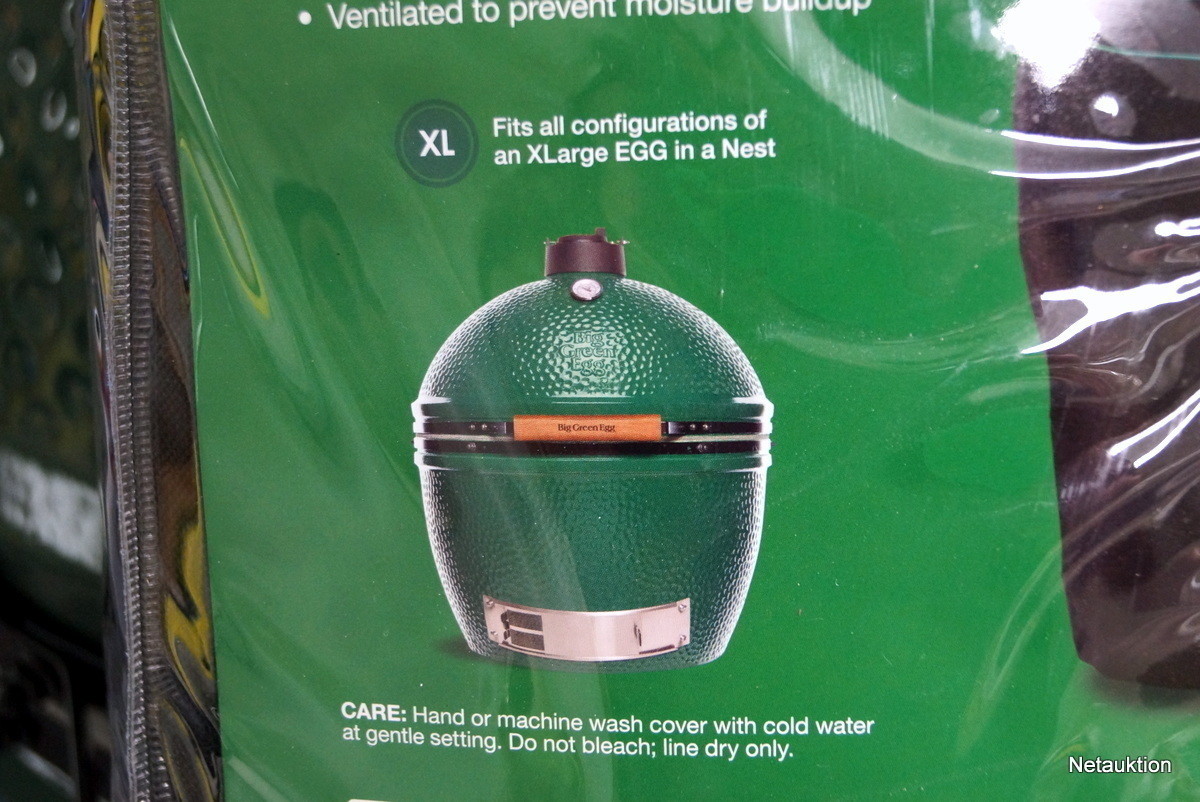 • Ventilated to prevent moisture buildup
XL
Fits all configurations of
an XLarge EGG in a Nest
Big
Green
Egg
Big Green Egg
CARE: Hand or machine wash cover with cold water
at gentle setting. Do not bleach; line dry only.
Netauktion